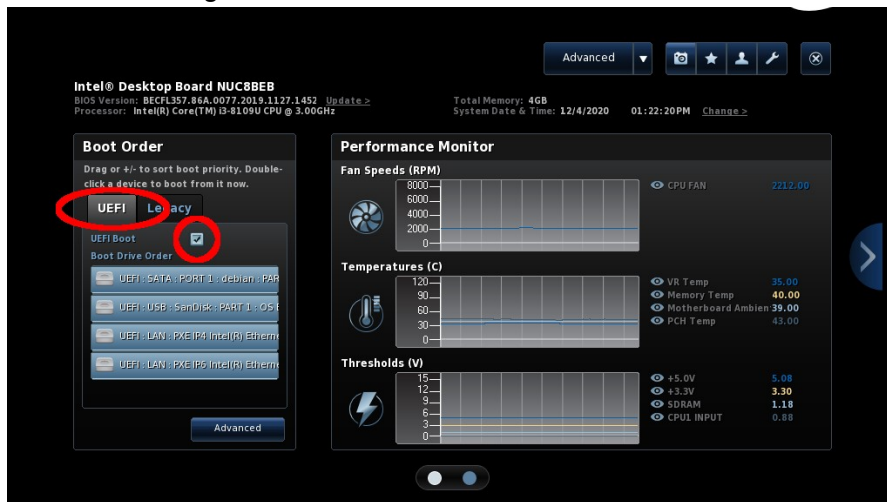 Advanced
Intel® Desktop Board NUC8BEB
BIOS Version: BECFL357.86A.0077.2019.1127.1452 Update >
Processor: Intel(R) Core(TM) i3-8109U CPU @ 3.00GHz
Total Memory: 4GB
System Date & Time: 12/4/2020 01:22:20PM Change >
Boot Order
Drag or +/- to sort boot priority. Double-
click a device to boot from it now.
UEFI Legacy
UEFI Boot
Boot Drive Order
UEFI : SATA : PORT 1 : debian : PAR
UEFI : USB : SanDisk : PART 1 : OS
UEFI : LAN : PXE IP4 Intel(R) Etherne
UEFI : LAN : PXE IP6 Intel(R) Etherne
Advanced
Performance Monitor
Fan Speeds (RPM)
8000
6000
4000
2000
0
CPU FAN 2212.00
Temperatures (C)
120
90
60
30
0
VR Temp 35.00
Memory Temp 40.00
Motherboard Ambien 39.00
PCH Temp 43.00
Thresholds (V)
15
12
9
6
3
0
+5.0V 5.08
+3.3V 3.30
SDRAM 1.18
CPU1 INPUT 0.88